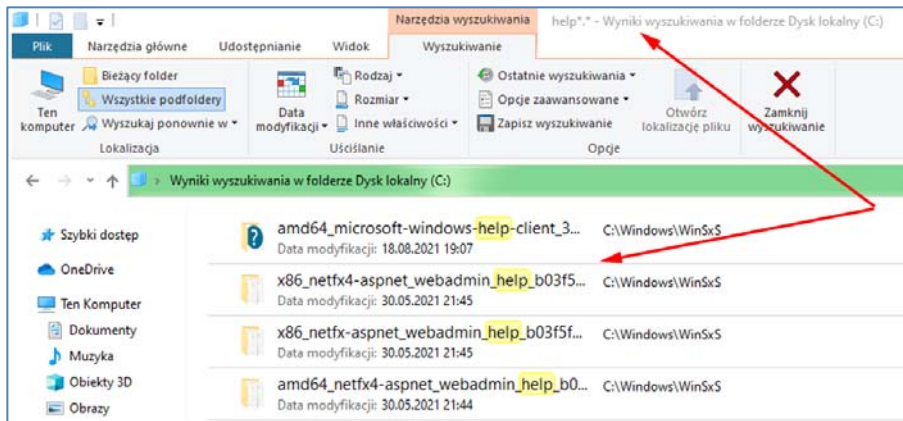 Narzędzia wyszukiwania
help*.* - Wyniki wyszukiwania w folderze Dysk lokalny (C:)
Plik Narzędzia główne Udostępnianie Widok Wyszukiwanie
Ten komputer
Bieżący folder
Wszystkie podfoldery
Wyszukaj ponownie w
Lokalizacja
Data modyfikacji
Rodzaj
Rozmiar
Inne właściwości
Uściślanie
Ostatnie wyszukiwania
Opcje zaawansowane
Zapisz wyszukiwanie
Otwórz lokalizację pliku
Zamknij wyszukiwanie
Opcje
Wyniki wyszukiwania w folderze Dysk lokalny (C:)
Szybki dostęp
OneDrive
Ten Komputer
Dokumenty
Muzyka
Obiekty 3D
Obrazy
amd64_microsoft-windows-help-client_3... C:\Windows\WinSxS
Data modyfikacji: 18.08.2021 19:07
x86_netfx4-aspnet_webadmin_help_b03f5... C:\Windows\WinSxS
Data modyfikacji: 30.05.2021 21:45
x86_netfx-aspnet_webadmin_help_b03f5f... C:\Windows\WinSxS
Data modyfikacji: 30.05.2021 21:45
amd64_netfx4-aspnet_webadmin_help_b0... C:\Windows\WinSxS
Data modyfikacji: 30.05.2021 21:44